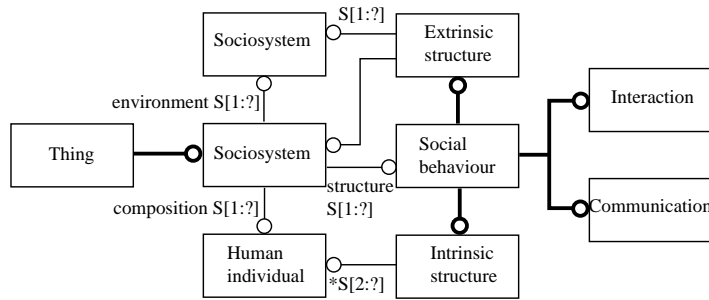 S[1:?]
Sociosystem
Extrinsic
structure
environment S[1:?]
Interaction
Thing
Sociosystem
Social
behaviour
structure
S[1:?]
composition S[1:?]
Communication
Human
individual
*S[2:?]
Intrinsic
structure